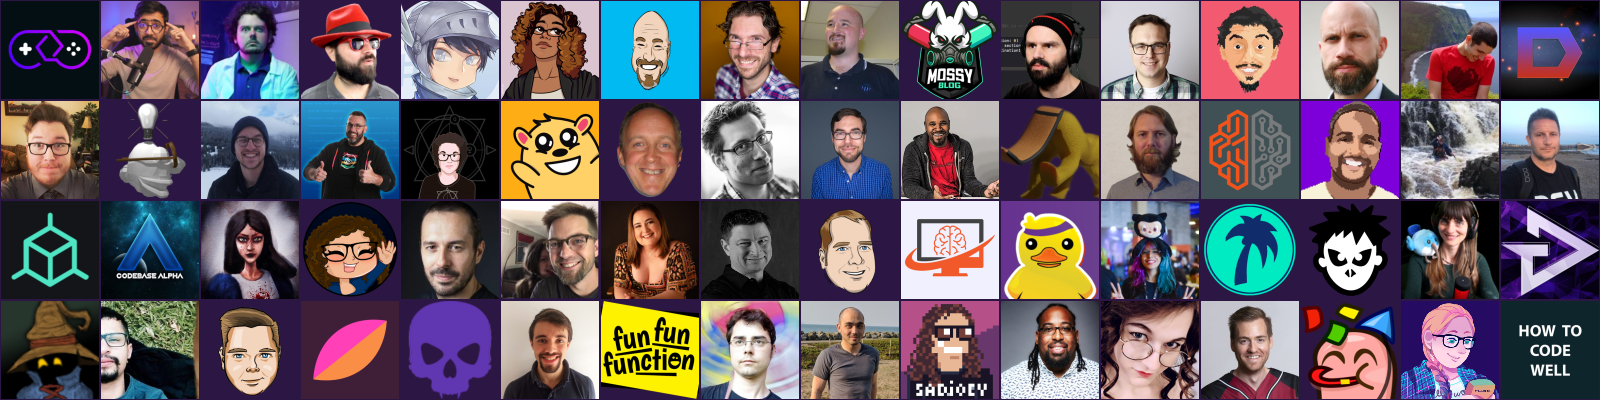 MOSSY
BLOG
CODEBASE ALPHA
fun fun
function
SADJOEY
HOW TO
CODE
WELL